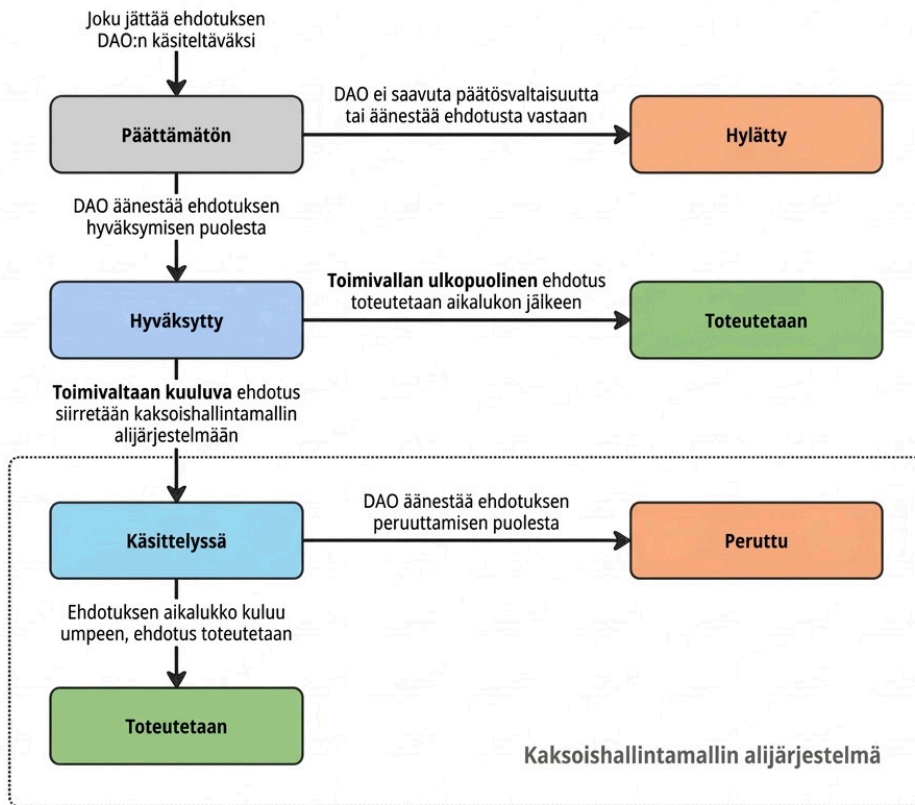 Joku jättää ehdotuksen
DAO:n käsiteltäväksi
Päättämätön
DAO ei saavuta päätösvaltaisuutta
tai äänestää ehdotusta vastaan
Hylätty
DAO äänestää ehdotuksen
hyväksymisen puolesta
Hyväksytty
Toimivallan ulkopuolinen ehdotus
toteutetaan aikalukon jälkeen
Toteutetaan
Toimivaltaan kuuluva ehdotus
siirretään kaksoishallintamallin
alijärjestelmään
Käsittelyssä
DAO äänestää ehdotuksen
peruuttamisen puolesta
Peruttu
Ehdotuksen aikalukko kuluu
umpeen, ehdotus toteutetaan
Toteutetaan
Kaksoishallintamallin alijärjestelmä